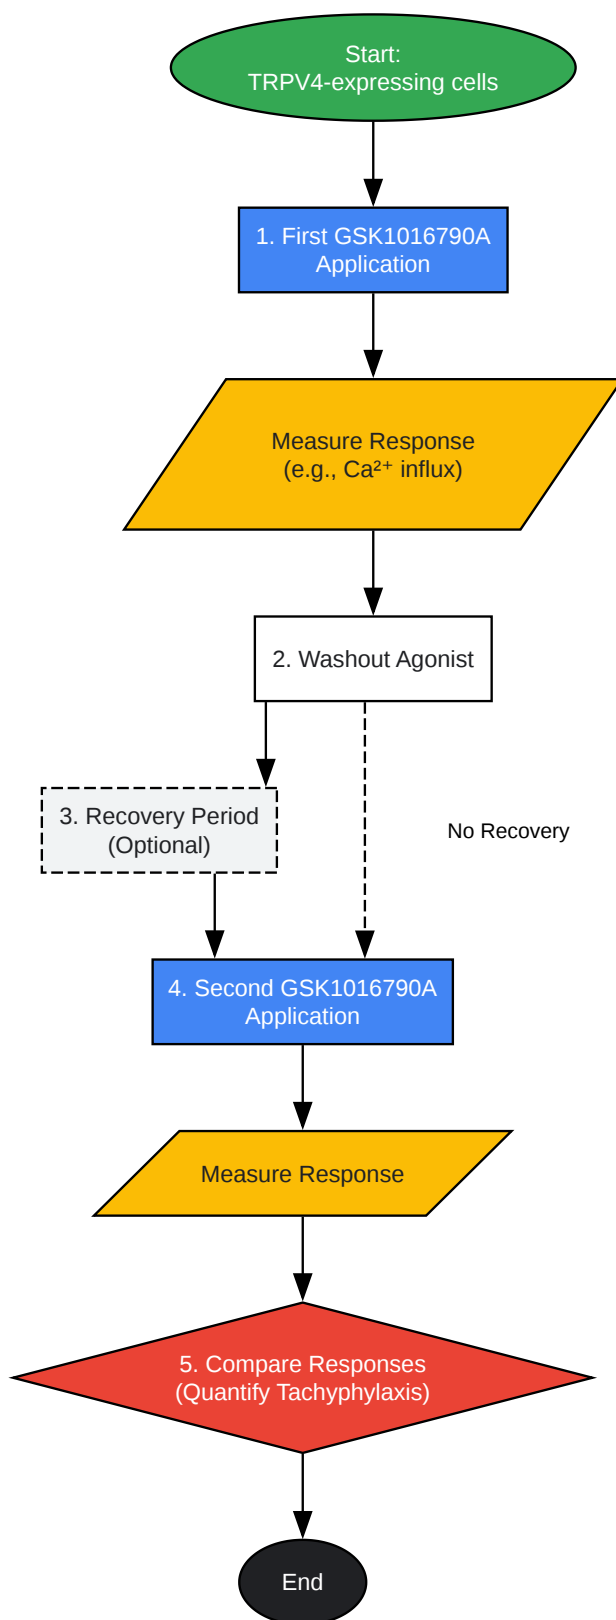 Start:
TRPV4-expressing cells
1. First GSK1016790A
Application
Measure Response
(e.g., Ca²⁺ influx)
2. Washout Agonist
3. Recovery Period
(Optional)
No Recovery
4. Second GSK1016790A
Application
Measure Response
5. Compare Responses
(Quantify Tachyphylaxis)
End